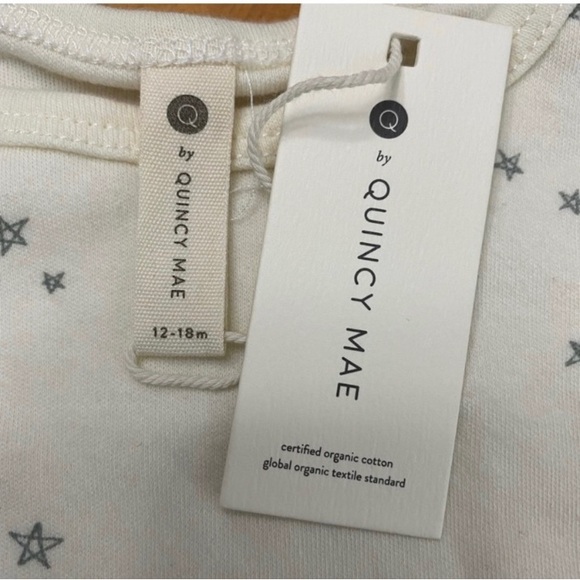 Q
by
QUINCY MAE
12-18m
Q
by
QUINCY MAE
certified organic cotton
global organic textile standard